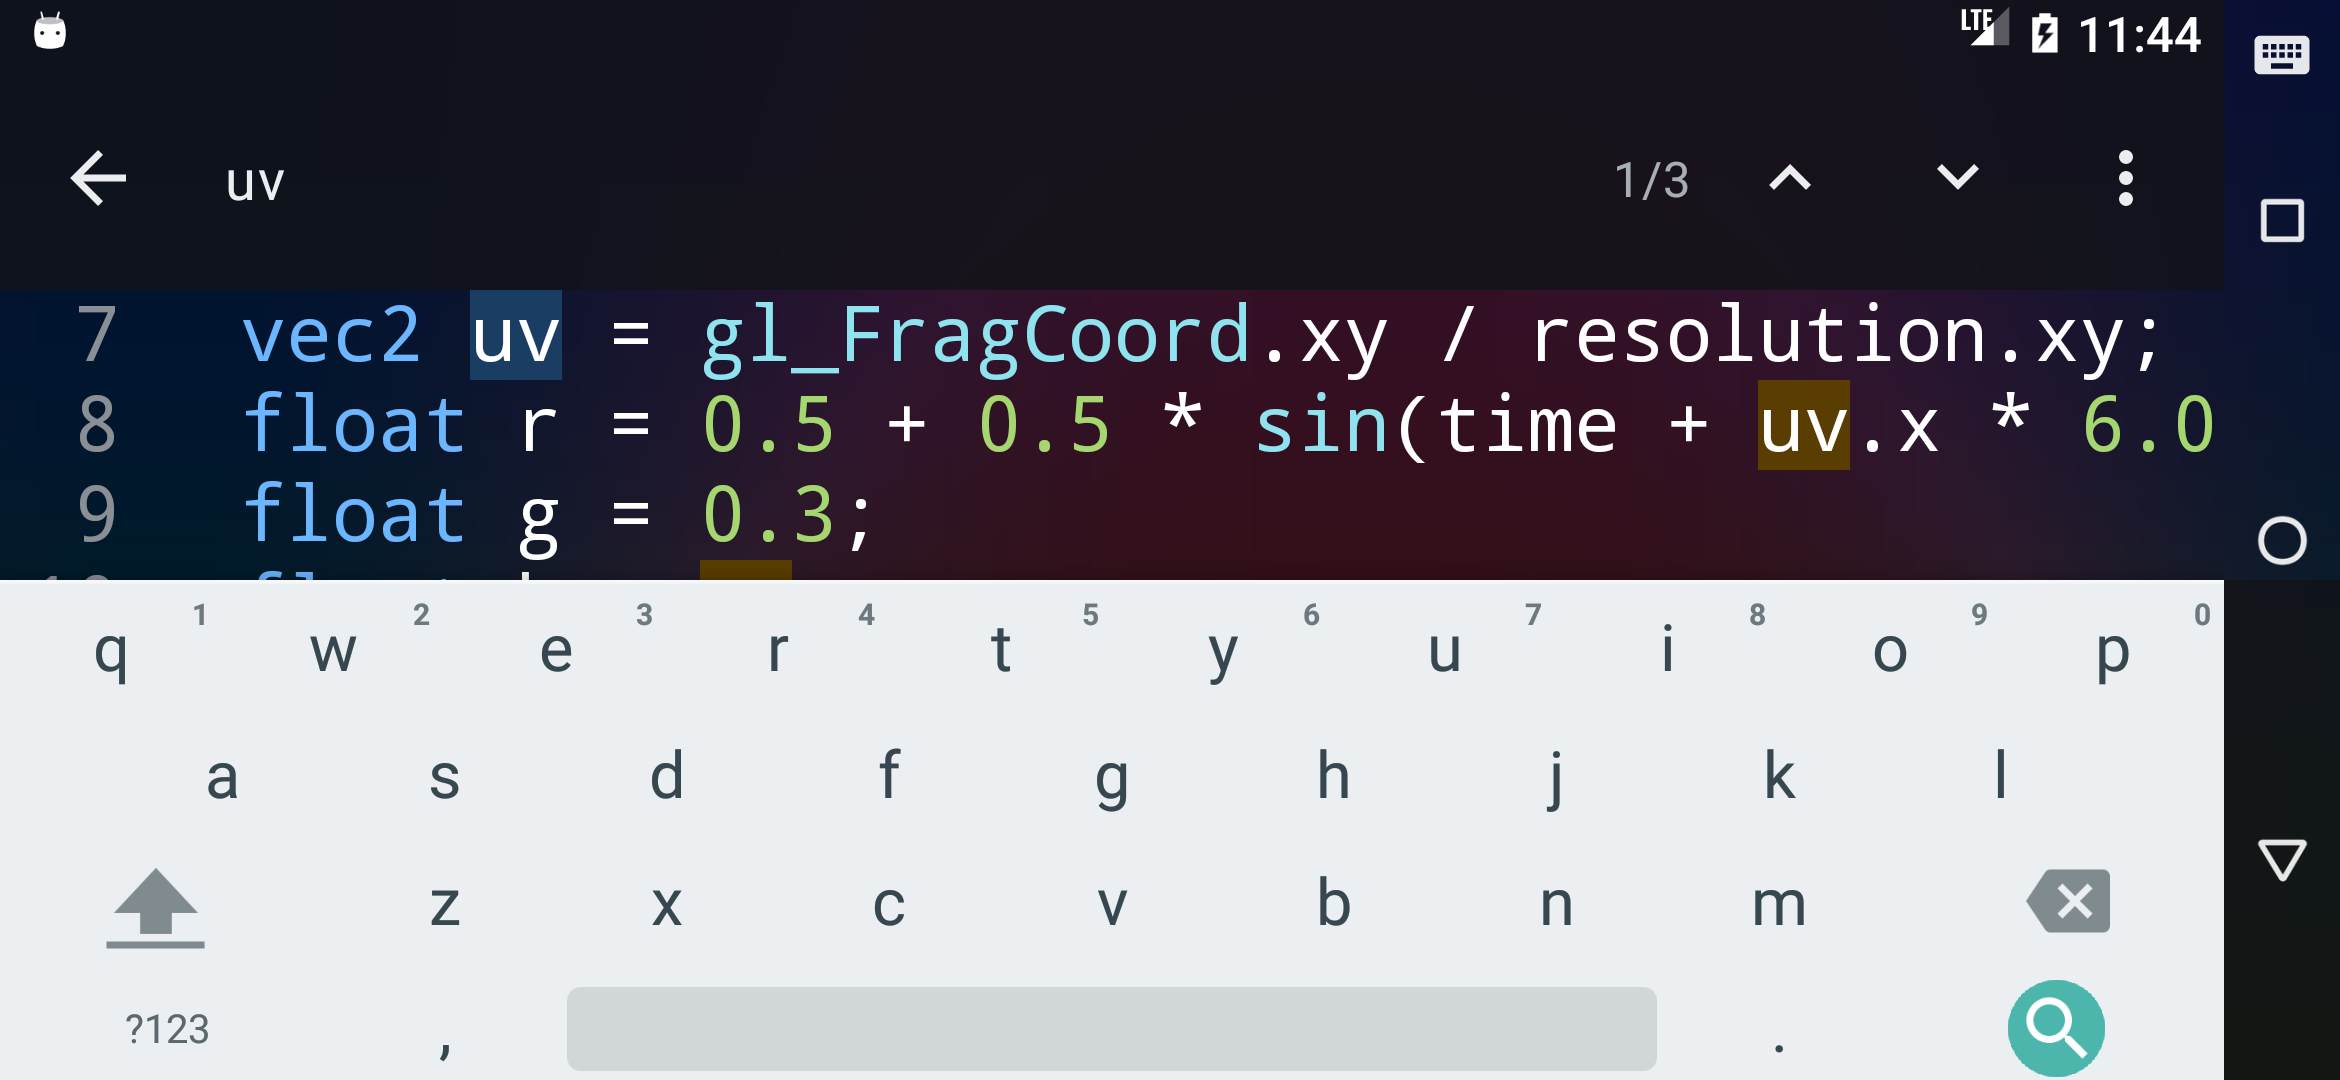 LTE 11:44
uv 1/3
7 vec2 uv = gl_FragCoord.xy / resolution.xy;
8 float r = 0.5 + 0.5 * sin(time + uv.x * 6.0
9 float g = 0.3;
q 1 w 2 e 3 r 4 t 5 y 6 u 7 i 8 o 9 p 0
a s d f g h j k l
z x c v b n m
?123 , .